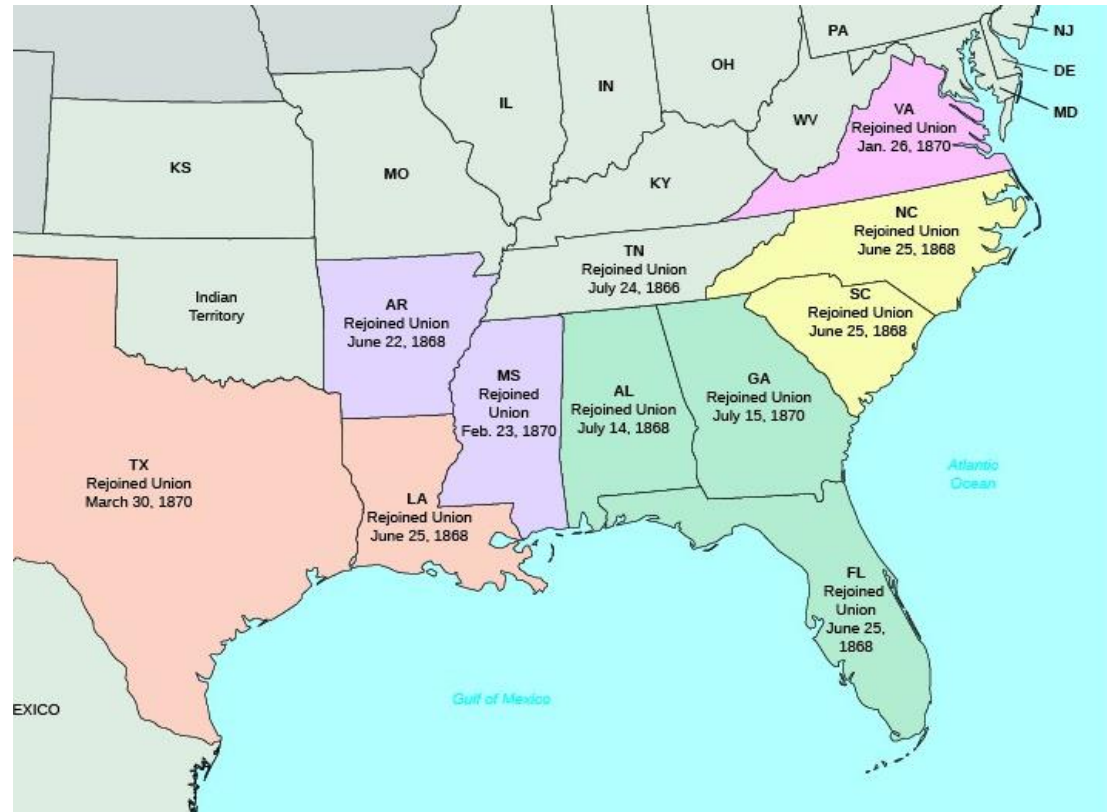 PA
NJ
OH
IN
IL
DE
WV
MD
VA
Rejoined Union
Jan. 26, 1870
KS
MO
KY
NC
Rejoined Union
June 25, 1868
TN
Rejoined Union
July 24, 1866
Indian
Territory
AR
Rejoined Union
June 22, 1868
SC
Rejoined Union
June 25, 1868
MS
Rejoined
Union
Feb. 23, 1870
AL
Rejoined Union
July 14, 1868
GA
Rejoined Union
July 15, 1870
TX
Rejoined Union
March 30, 1870
LA
Rejoined Union
June 25, 1868
Atlantic
Ocean
FL
Rejoined
Union
June 25,
1868
Gulf of Mexico
EXICO